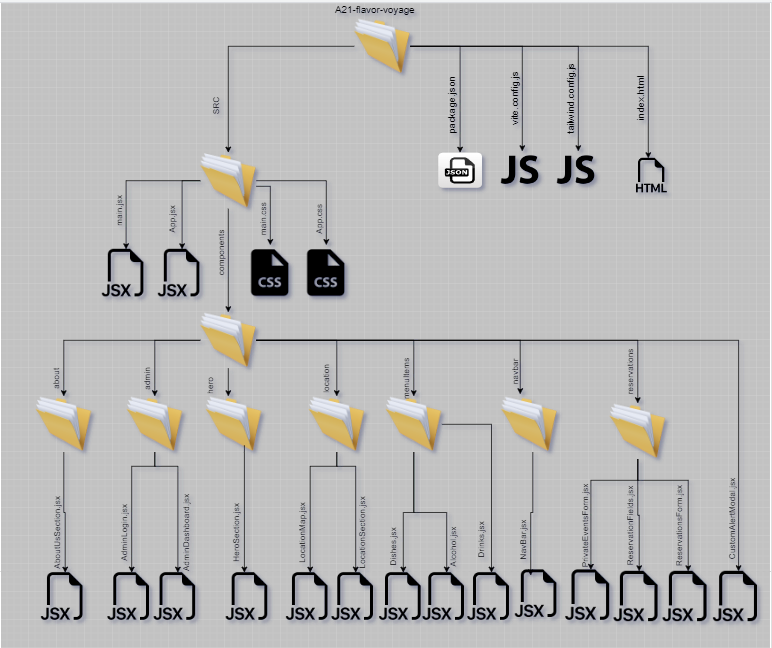 A21-flavor-voyage
SRC
package.json
vite.config.js
tailwind.config.js
index.html
JSON
JS
JS
HTML
main.jsx
App.jsx
components
main.css
App.css
JSX
JSX
CSS
CSS
about
admin
hero
location
menuItems
navbar
reservations
AboutUsSection.jsx
AdminLogin.jsx
AdminDashboard.jsx
HeroSection.jsx
LocationMap.jsx
LocationSection.jsx
Dishes.jsx
Alcohol.jsx
Drinks.jsx
NavBar.jsx
PrivateEventsForm.jsx
ReservationFields.jsx
ReservationsForm.jsx
CustomAlertModal.jsx
JSX
JSX
JSX
JSX
JSX
JSX
JSX
JSX
JSX
JSX
JSX
JSX
JSX
JSX